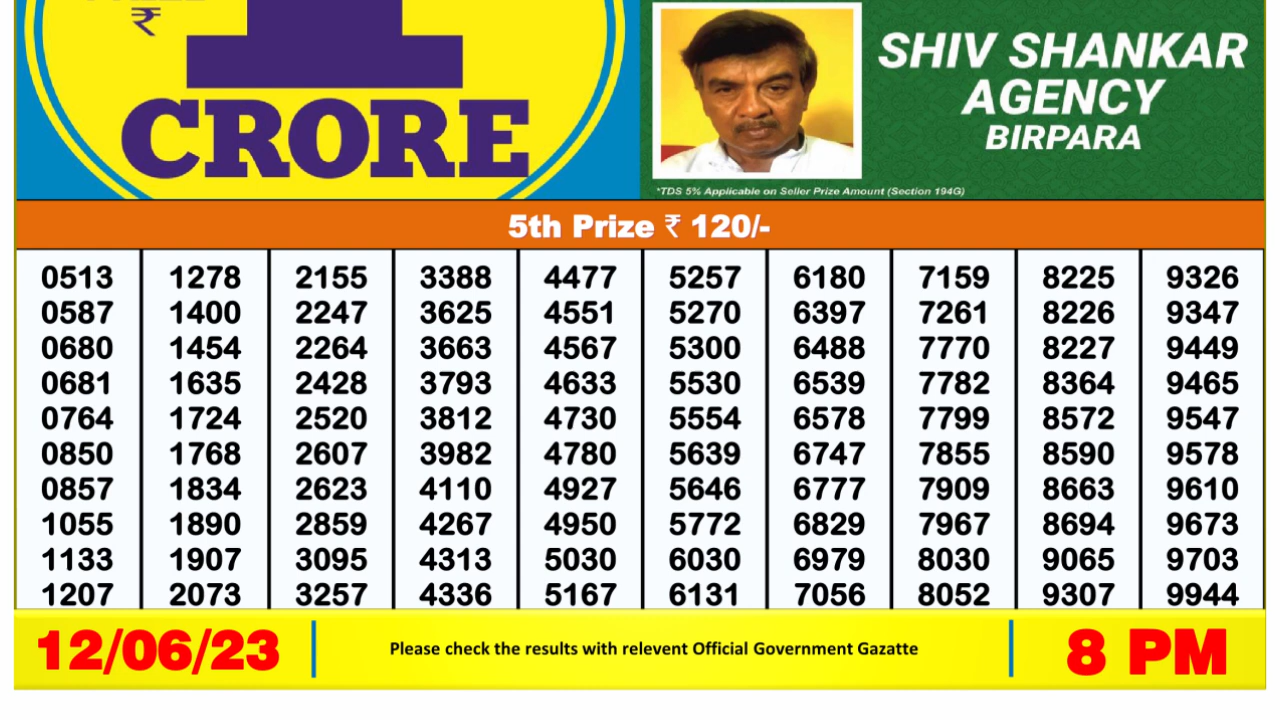 ₹
1
CRORE
SHIV SHANKAR
AGENCY
BIRPARA
*TDS 5% Applicable on Seller Prize Amount (Section 194G)
5th Prize ₹ 120/-
0513 1278 2155 3388 4477 5257 6180 7159 8225 9326
0587 1400 2247 3625 4551 5270 6397 7261 8226 9347
0680 1454 2264 3663 4567 5300 6488 7770 8227 9449
0681 1635 2428 3793 4633 5530 6539 7782 8364 9465
0764 1724 2520 3812 4730 5554 6578 7799 8572 9547
0850 1768 2607 3982 4780 5639 6747 7855 8590 9578
0857 1834 2623 4110 4927 5646 6777 7909 8663 9610
1055 1890 2859 4267 4950 5772 6829 7967 8694 9673
1133 1907 3095 4313 5030 6030 6979 8030 9065 9703
1207 2073 3257 4336 5167 6131 7056 8052 9307 9944
12/06/23 Please check the results with relevent Official Government Gazatte 8 PM